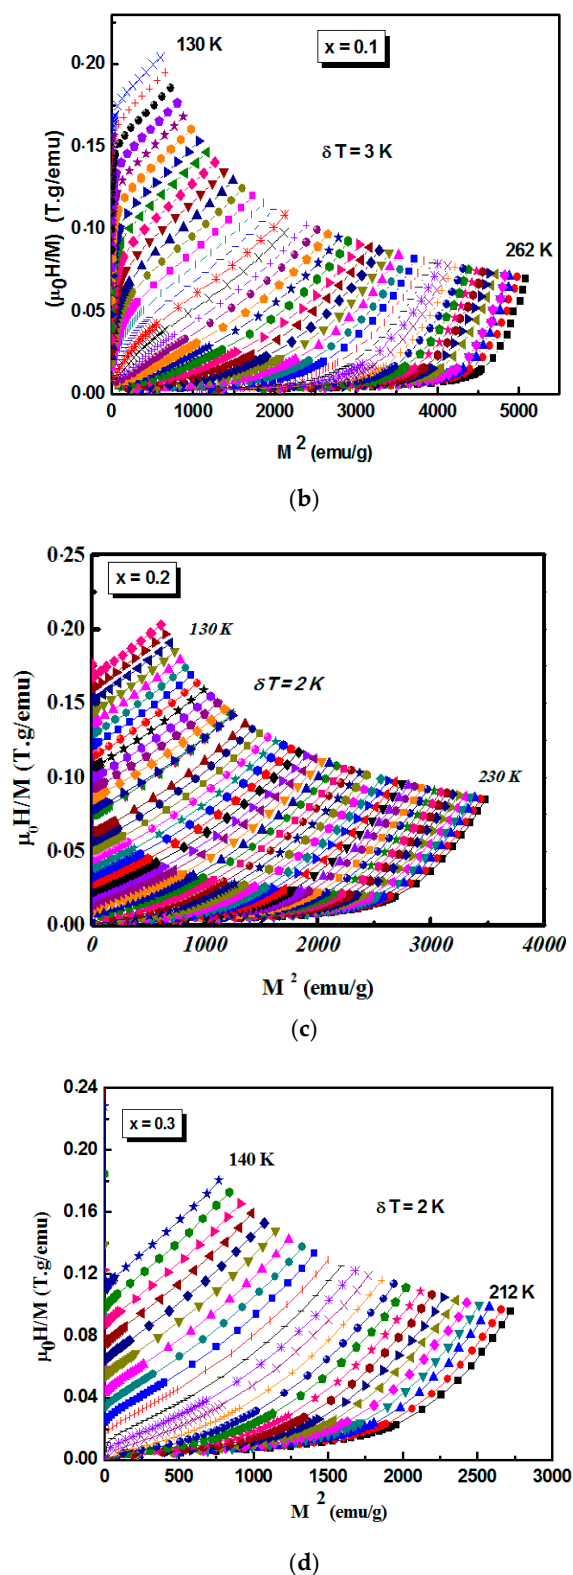 x = 0.1
130 K
δ T = 3 K
262 K
(μ0H/M) (T.g/emu)
0·20
0·15
0·10
0·05
0·00
0 1000 2000 3000 4000 5000
M 2 (emu/g)
(b)
x = 0.2
130 K
δ T = 2 K
230 K
μ0H/M (T.g/emu)
0·25
0·20
0·15
0·10
0·05
0·00
0 1000 2000 3000 4000
M 2 (emu/g)
(c)
x = 0.3
140 K
δ T = 2 K
212 K
μ0H/M (T.g/emu)
0.24
0.20
0.16
0.12
0.08
0.04
0.00
0 500 1000 1500 2000 2500 3000
M 2 (emu/g)
(d)